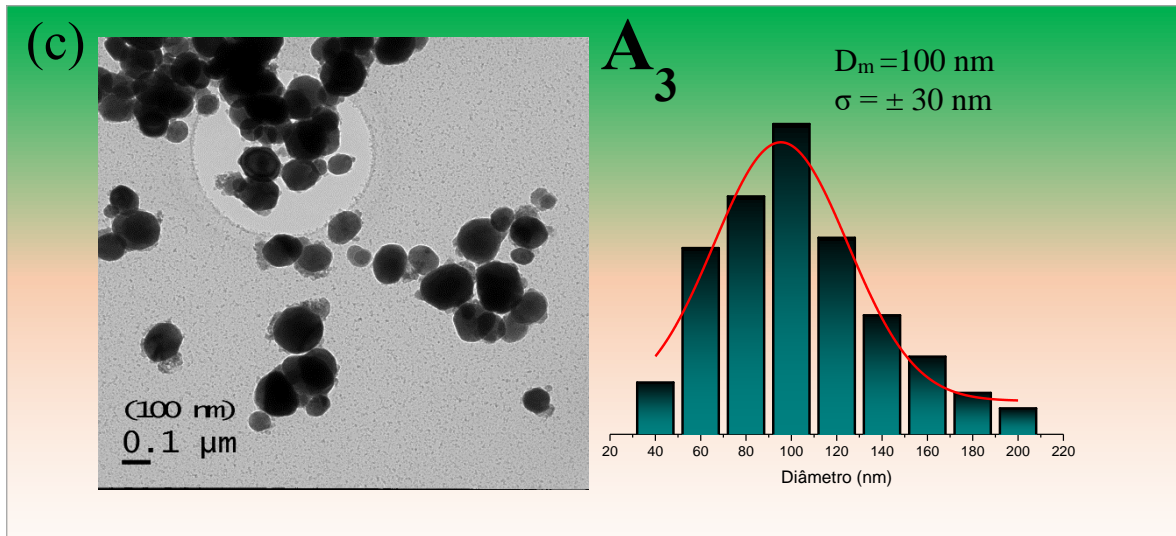 (c)
(100 nm)
0.1 µm
A3
Dm =100 nm
σ = ± 30 nm
20 40 60 80 100 120 140 160 180 200 220
Diâmetro (nm)